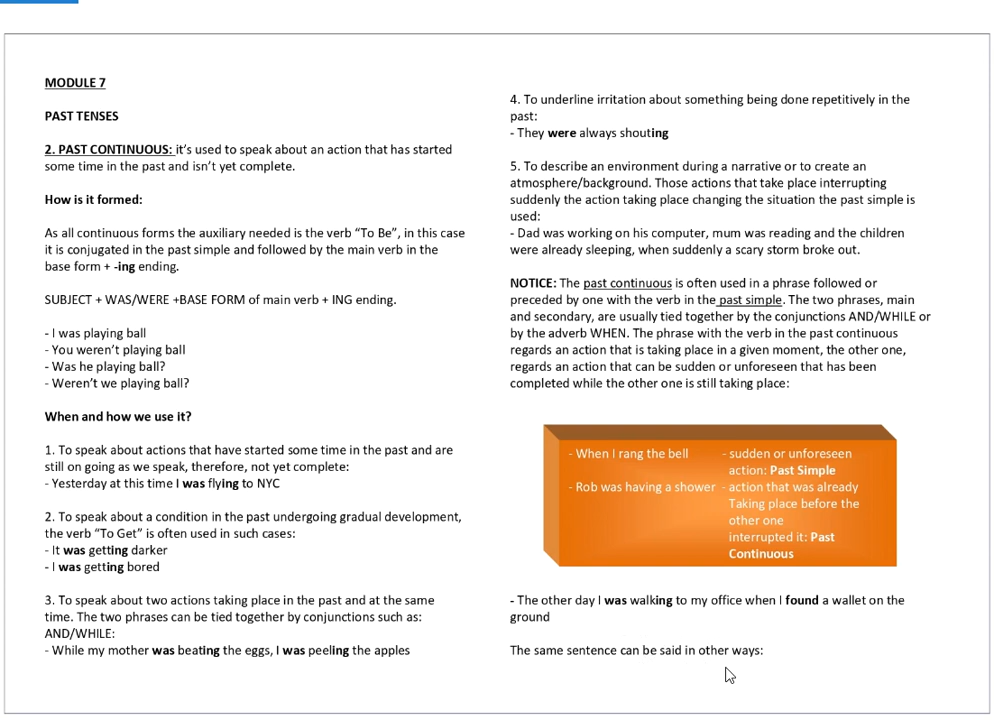 MODULE 7
PAST TENSES
2. PAST CONTINUOUS: it’s used to speak about an action that has started
some time in the past and isn’t yet complete.
How is it formed:
As all continuous forms the auxiliary needed is the verb “To Be”, in this case
it is conjugated in the past simple and followed by the main verb in the
base form + -ing ending.
SUBJECT + WAS/WERE +BASE FORM of main verb + ING ending.
- I was playing ball
- You weren’t playing ball
- Was he playing ball?
- Weren’t we playing ball?
When and how we use it?
1. To speak about actions that have started some time in the past and are
still on going as we speak, therefore, not yet complete:
- Yesterday at this time I was flying to NYC
2. To speak about a condition in the past undergoing gradual development,
the verb “To Get” is often used in such cases:
- It was getting darker
- I was getting bored
3. To speak about two actions taking place in the past and at the same
time. The two phrases can be tied together by conjunctions such as:
AND/WHILE:
- While my mother was beating the eggs, I was peeling the apples
4. To underline irritation about something being done repetitively in the
past:
- They were always shouting
5. To describe an environment during a narrative or to create an
atmosphere/background. Those actions that take place interrupting
suddenly the action taking place changing the situation the past simple is
used:
- Dad was working on his computer, mum was reading and the children
were already sleeping, when suddenly a scary storm broke out.
NOTICE: The past continuous is often used in a phrase followed or
preceded by one with the verb in the past simple. The two phrases, main
and secondary, are usually tied together by the conjunctions AND/WHILE or
by the adverb WHEN. The phrase with the verb in the past continuous
regards an action that is taking place in a given moment, the other one,
regards an action that can be sudden or unforeseen that has been
completed while the other one is still taking place:
- When I rang the bell
- sudden or unforeseen
action: Past Simple
- Rob was having a shower
- action that was already
Taking place before the
other one
interrupted it: Past
Continuous
- The other day I was walking to my office when I found a wallet on the
ground
The same sentence can be said in other ways: